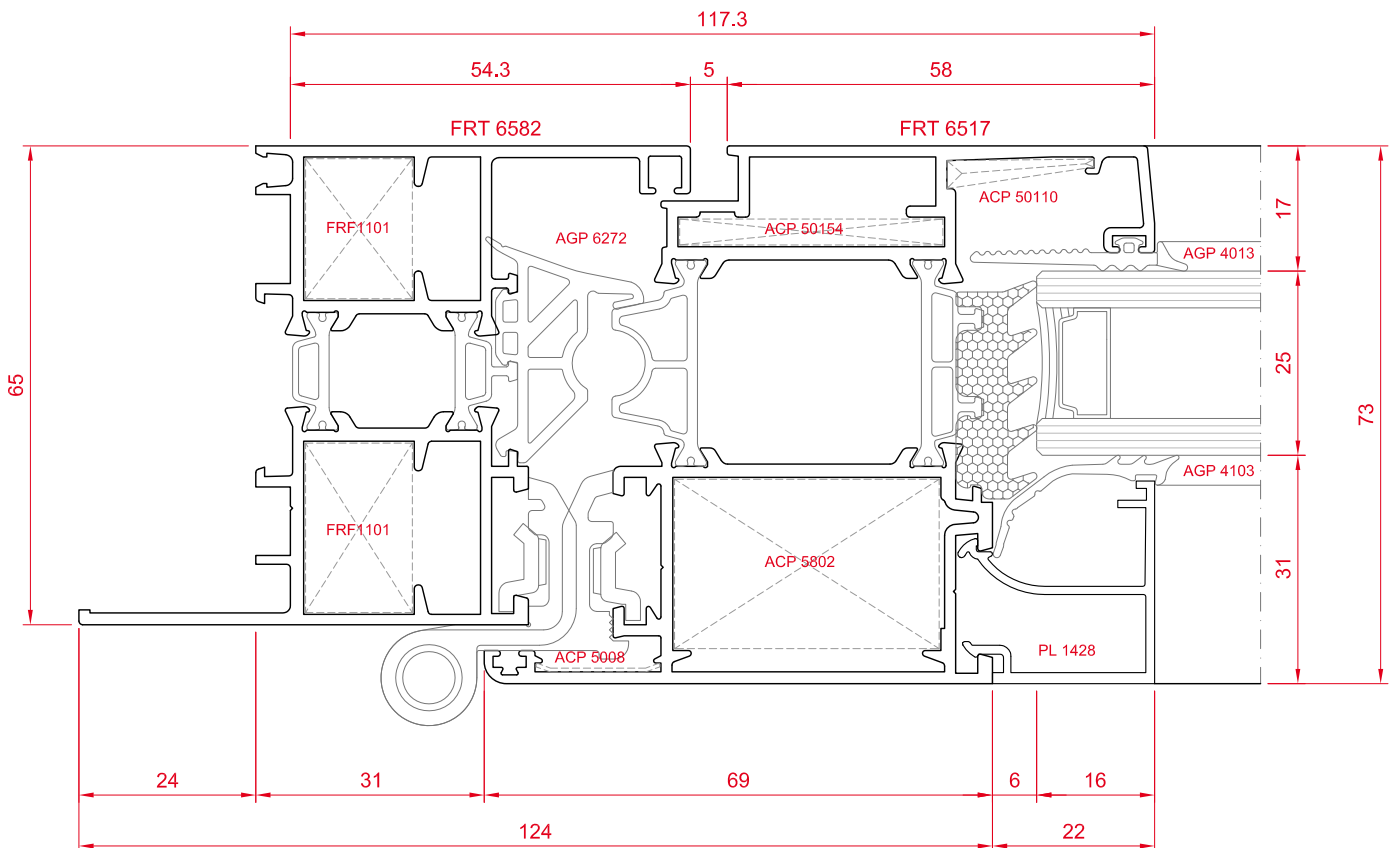 117.3
54.3 5 58
FRT 6582 FRT 6517
ACP 50110
17
FRF1101
AGP 6272
ACP 50154
AGP 4013
65
25
73
AGP 4103
FRF1101
ACP 5802
31
ACP 5008
PL 1428
24 31 69 6 16
124 22